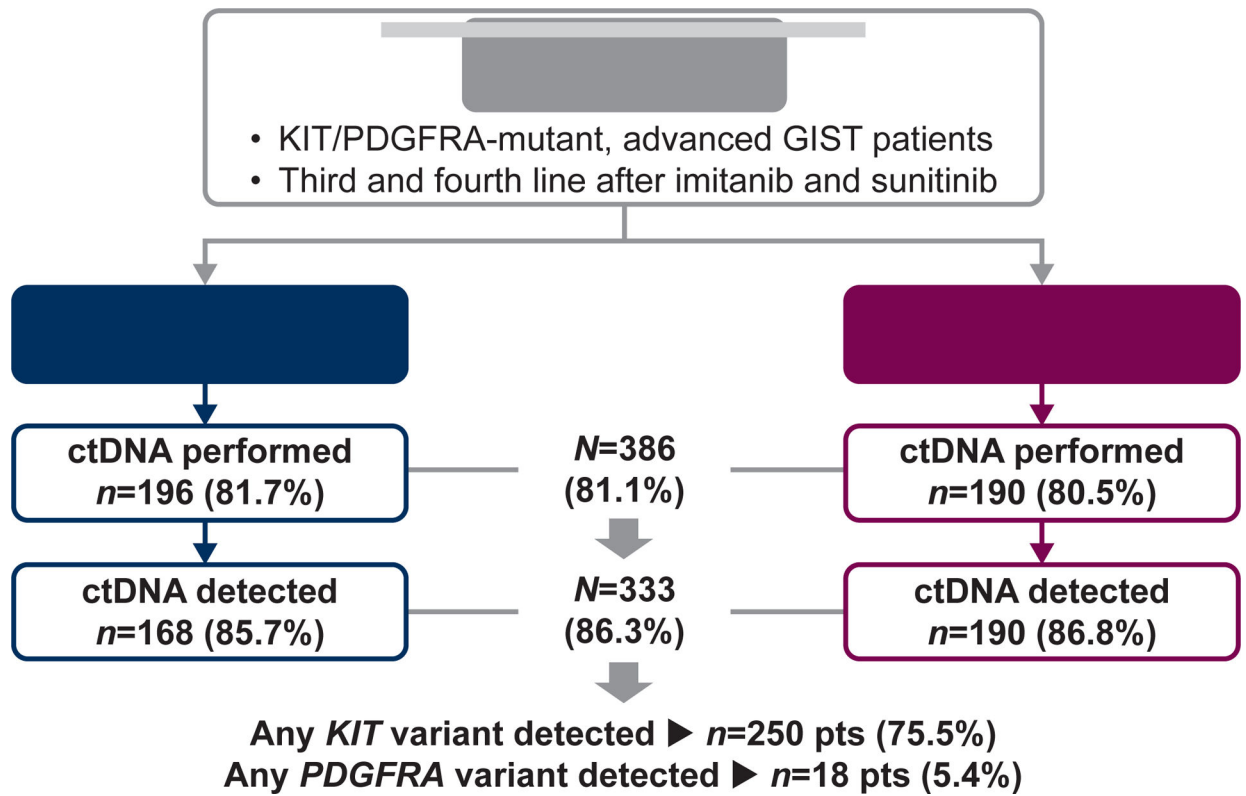 • KIT/PDGFRA-mutant, advanced GIST patients
• Third and fourth line after imitanib and sunitinib
ctDNA performed
n=196 (81.7%)
N=386
(81.1%)
ctDNA performed
n=190 (80.5%)
ctDNA detected
n=168 (85.7%)
N=333
(86.3%)
ctDNA detected
n=190 (86.8%)
Any KIT variant detected ▶ n=250 pts (75.5%)
Any PDGFRA variant detected ▶ n=18 pts (5.4%)